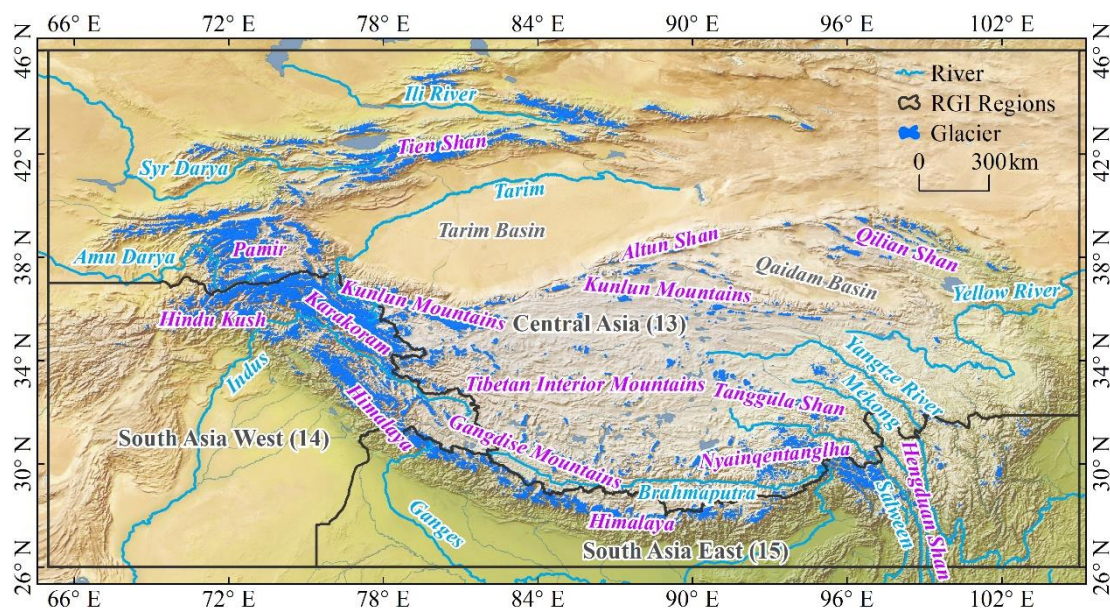 66° E 72° E 78° E 84° E 90° E 96° E 102° E
46° N
46° N
River
RGI Regions
Glacier
0 300km
Ili River
Tien Shan
42° N
42° N
Syr Darya
Tarim
Tarim Basin
Pamir
Altun Shan
Qilian Shan
Amu Darya
38° N
38° N
Qaidam Basin
Kunlun Mountains
Kunlun Mountains
Yellow River
Hindu Kush
Karakoram
Central Asia (13)
Indus
34° N
34° N
Yangtze River
Tibetan Interior Mountains
Tanggula Shan
Mekong
Himalaya
South Asia West (14)
Gangdise Mountains
Nyainqentanglha
Hengduan Shan
30° N
30° N
Brahmaputra
Salween
Ganges
Himalaya
South Asia East (15)
26° N
26° N
66° E 72° E 78° E 84° E 90° E 96° E 102° E